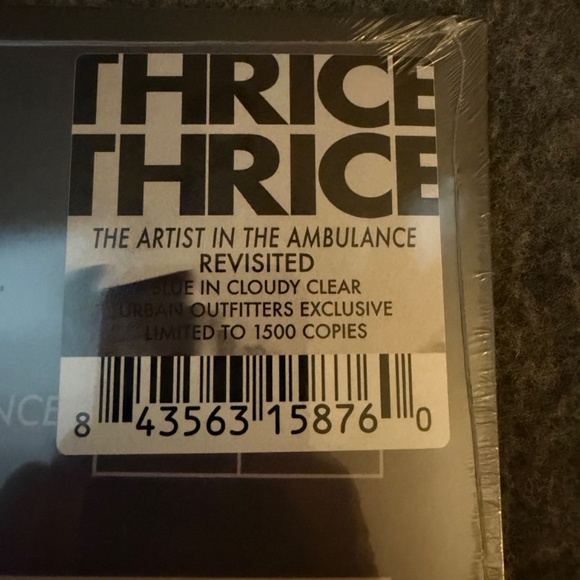 THRICE
THRICE
THE ARTIST IN THE AMBULANCE
REVISITED
BLUE IN CLOUDY CLEAR
URBAN OUTFITTERS EXCLUSIVE
LIMITED TO 1500 COPIES
8 43563 15876 0
NCE